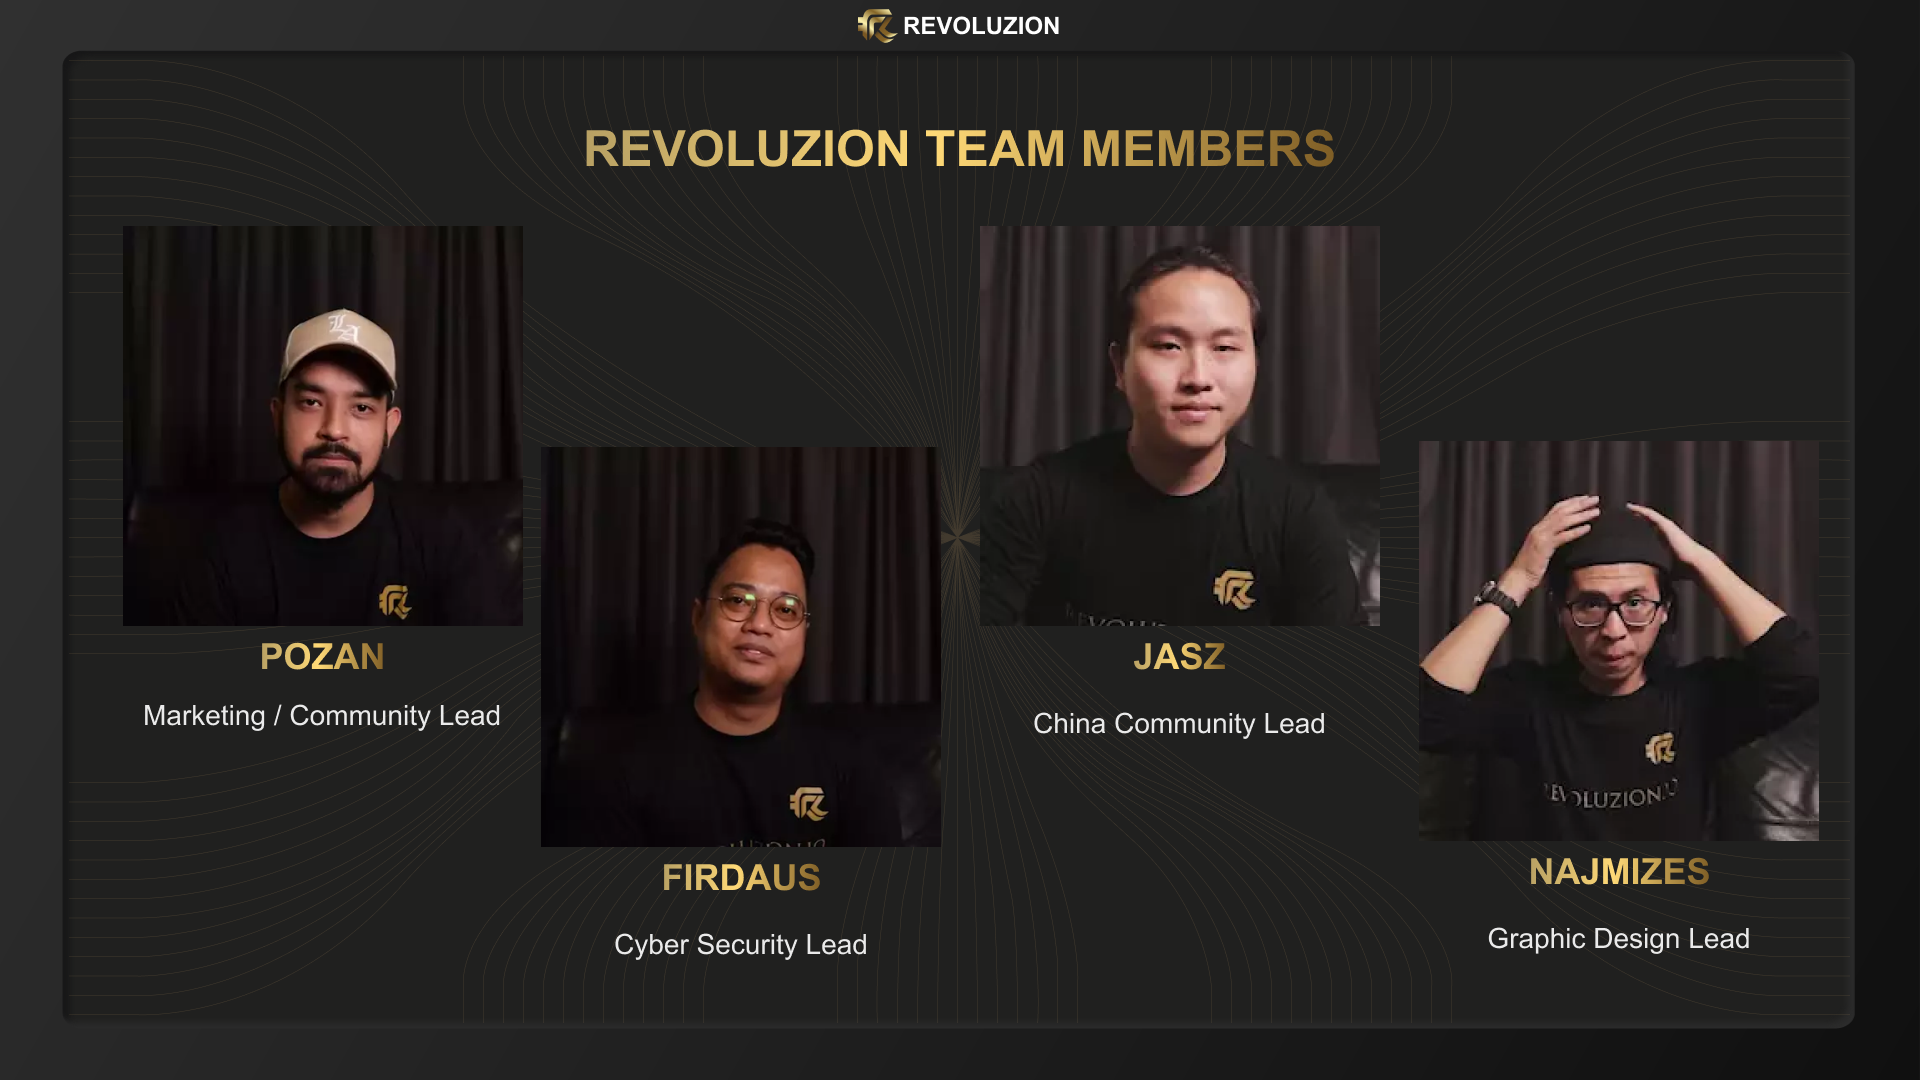 REVOLUZION
REVOLUZION TEAM MEMBERS
LA
POZAN
Marketing / Community Lead
FIRDAUS
Cyber Security Lead
JASZ
China Community Lead
NAJMIZES
Graphic Design Lead